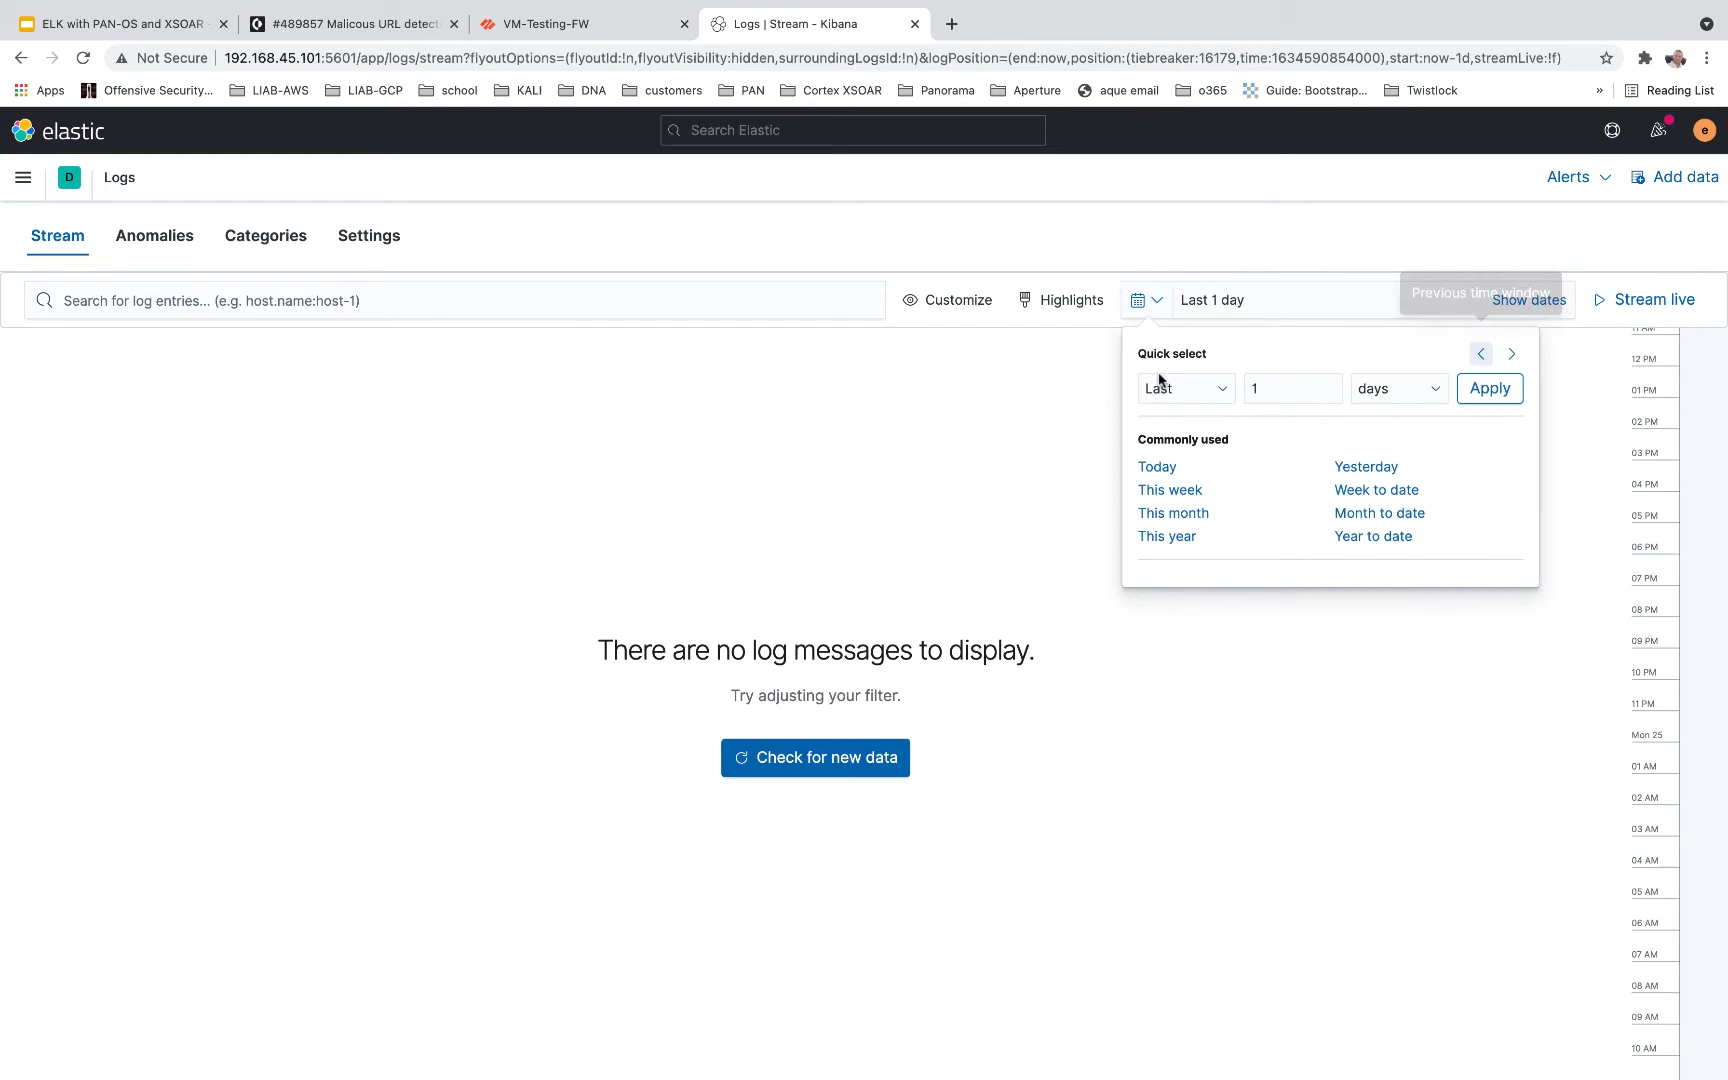 ELK with PAN-OS and XSOAR
#489857 Malicous URL detect
VM-Testing-FW
Logs | Stream - Kibana
Not Secure
192.168.45.101:5601/app/logs/stream?flyoutOptions=(flyoutId:!n,flyoutVisibility:hidden,surroundingLogsId:!n)&logPosition=(end:now,position:(tiebreaker:16179,time:1634590854000),start:now-1d,streamLive:!f)
Apps
Offensive Security...
LIAB-AWS
LIAB-GCP
school
KALI
DNA
customers
PAN
Cortex XSOAR
Panorama
Aperture
aque email
o365
Guide: Bootstrap...
Twistlock
»
Reading List
elastic
Search Elastic
e
D
Logs
Alerts
Add data
Stream
Anomalies
Categories
Settings
Search for log entries... (e.g. host.name:host-1)
Customize
Highlights
Last 1 day
Previous time window
Show dates
Stream live
Quick select
Last
1
days
Apply
Commonly used
Today
Yesterday
This week
Week to date
This month
Month to date
This year
Year to date
There are no log messages to display.
Try adjusting your filter.
Check for new data
11 AM
12 PM
01 PM
02 PM
03 PM
04 PM
05 PM
06 PM
07 PM
08 PM
09 PM
10 PM
11 PM
Mon 25
01 AM
02 AM
03 AM
04 AM
05 AM
06 AM
07 AM
08 AM
09 AM
10 AM